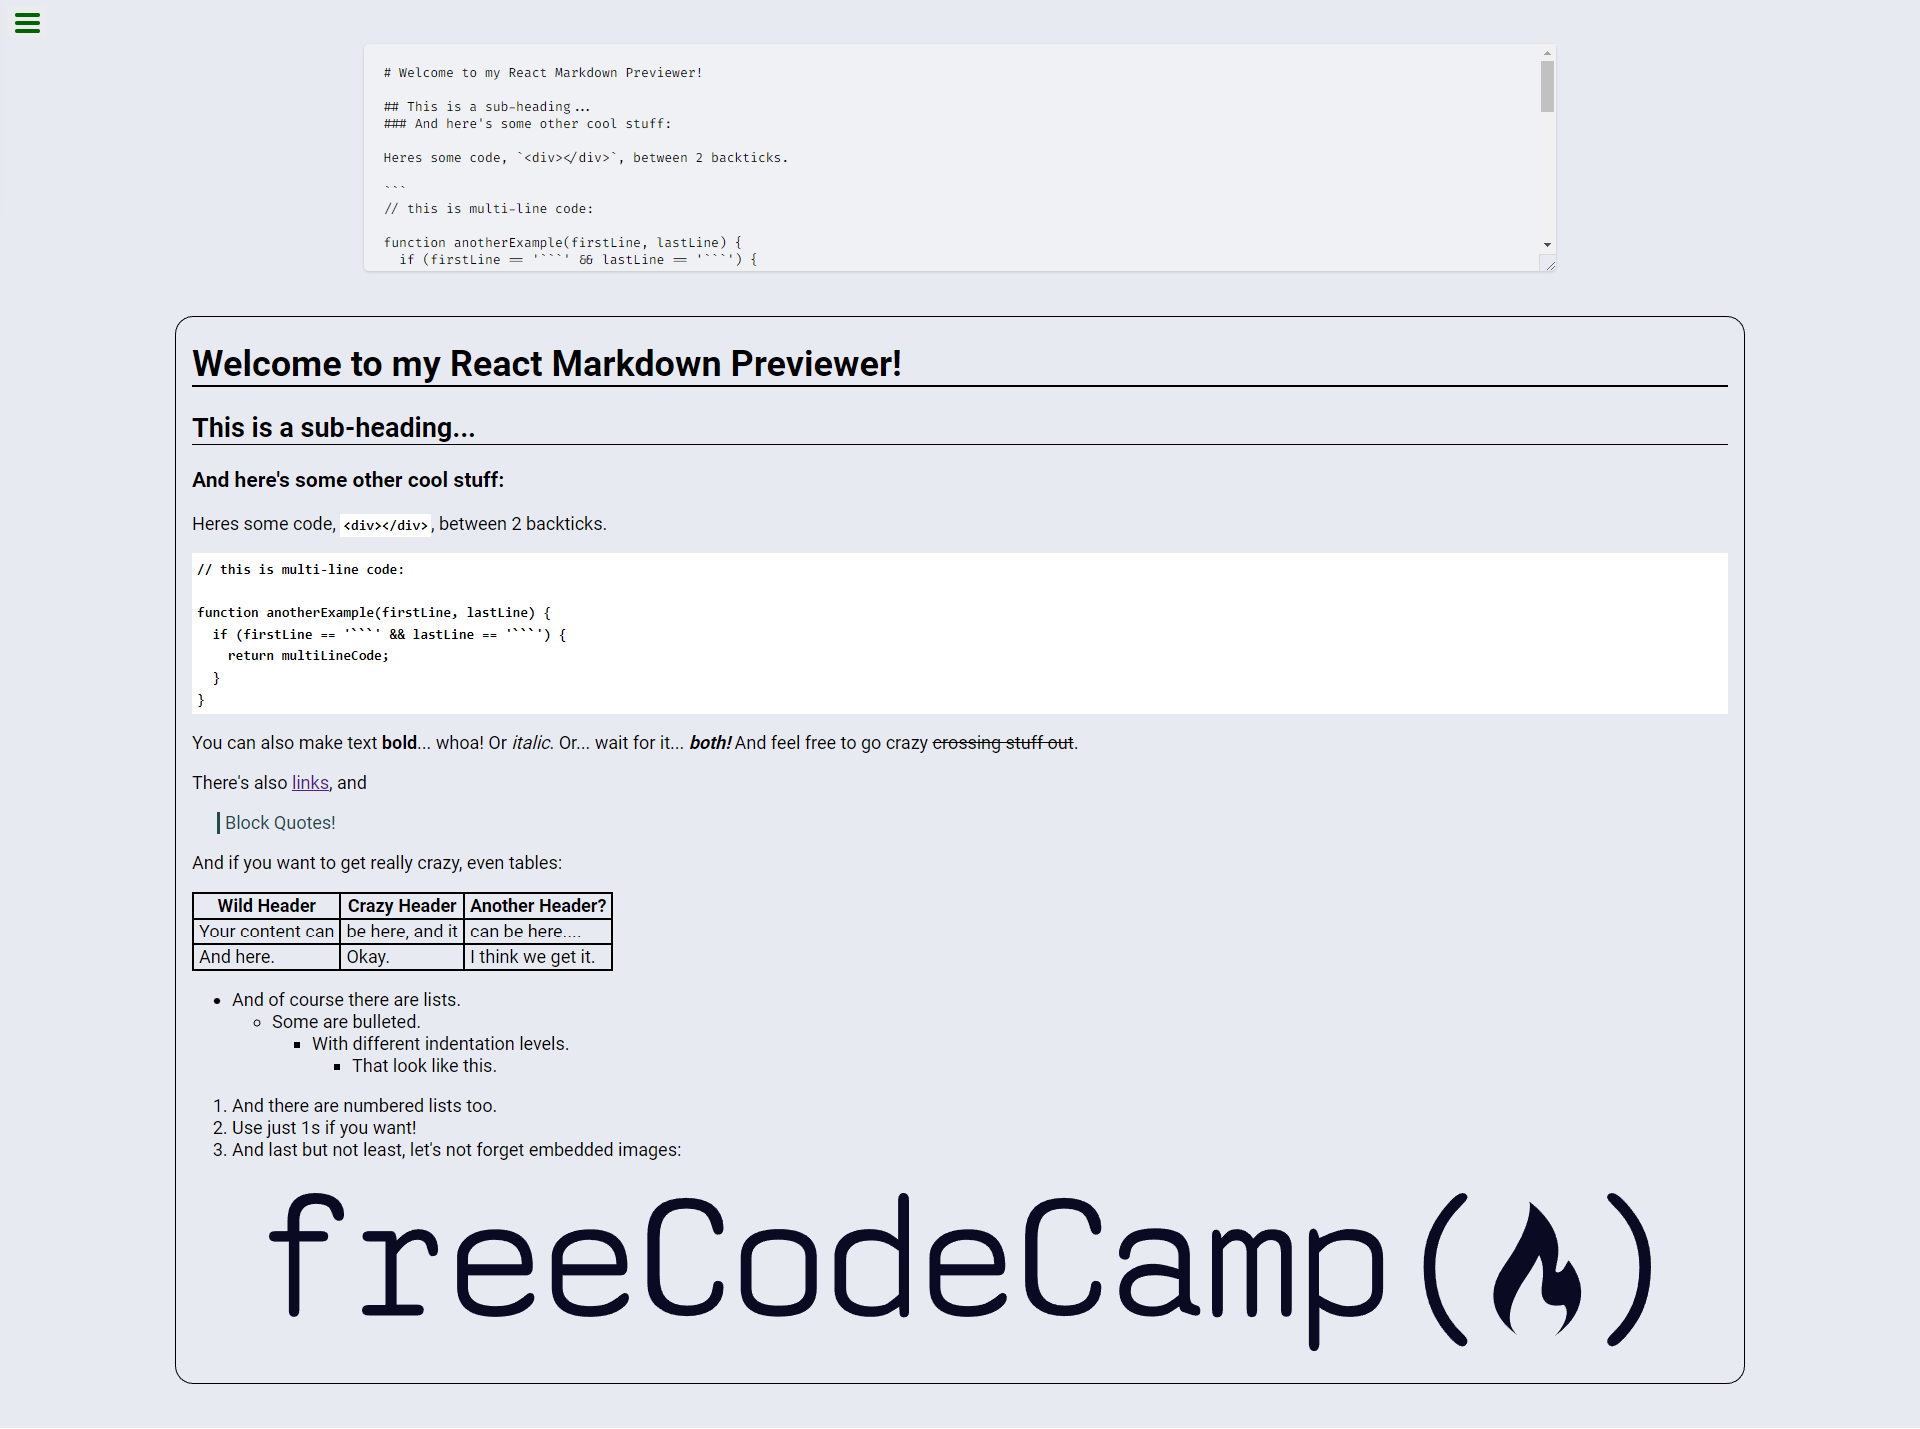 # Welcome to my React Markdown Previewer!
## This is a sub-heading...
### And here's some other cool stuff:
Heres some code, `<div></div>`, between 2 backticks.
```
// this is multi-line code:
function anotherExample(firstLine, lastLine) {
  if (firstLine == '```' && lastLine == '```') {
Welcome to my React Markdown Previewer!
This is a sub-heading...
And here's some other cool stuff:
Heres some code, <div></div>, between 2 backticks.
// this is multi-line code:
function anotherExample(firstLine, lastLine) {
  if (firstLine == '```' && lastLine == '```') {
    return multiLineCode;
  }
}
You can also make text bold... whoa! Or italic. Or... wait for it... both! And feel free to go crazy crossing stuff out.
There's also links, and
Block Quotes!
And if you want to get really crazy, even tables:
Wild Header Crazy Header Another Header?
Your content can be here, and it can be here....
And here. Okay. I think we get it.
• And of course there are lists.
◦ Some are bulleted.
▪ With different indentation levels.
▪ That look like this.
1. And there are numbered lists too.
2. Use just 1s if you want!
3. And last but not least, let's not forget embedded images:
freeCodeCamp()